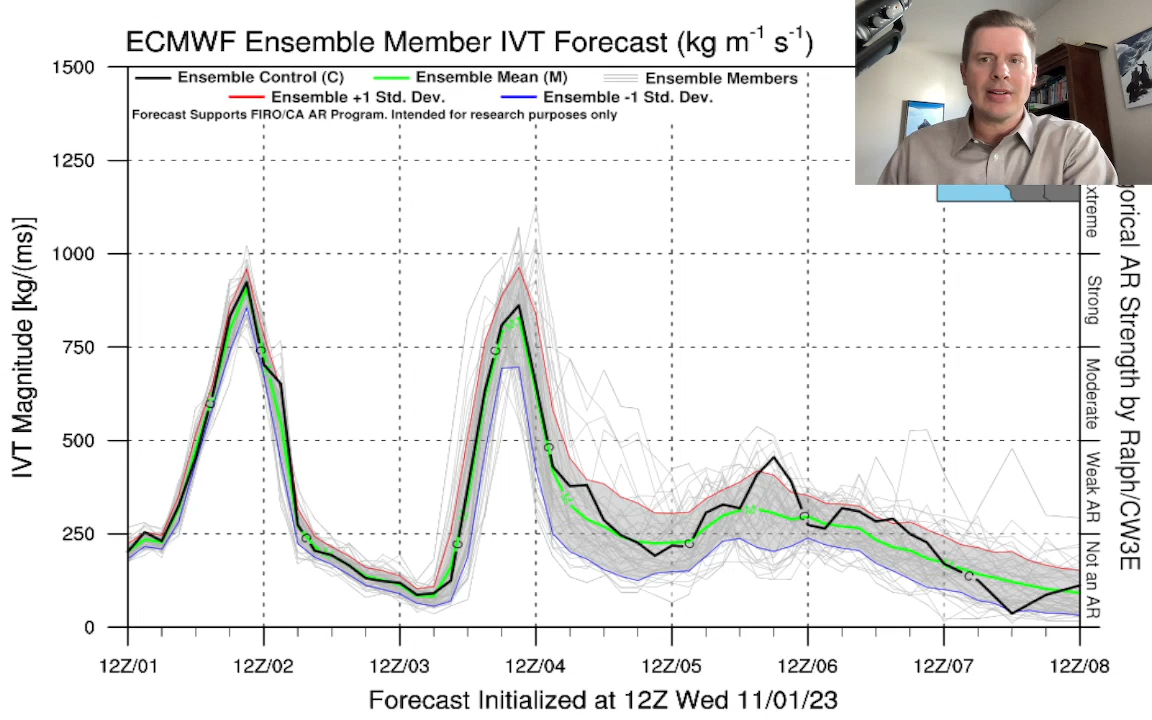 ECMWF Ensemble Member IVT Forecast (kg m-1 s-1)
Ensemble Control (C) Ensemble Mean (M) Ensemble Members
Ensemble +1 Std. Dev. Ensemble -1 Std. Dev.
Forecast Supports FIRO/CA AR Program. Intended for research purposes only
IVT Magnitude [kg/(ms)]
1500
1250
1000
750
500
250
0
C M C C M C C M C M C C
xtreme
Strong
Moderate
Weak AR
Not an AR
gorical AR Strength by Ralph/CW3E
12Z/01 12Z/02 12Z/03 12Z/04 12Z/05 12Z/06 12Z/07 12Z/08
Forecast Initialized at 12Z Wed 11/01/23